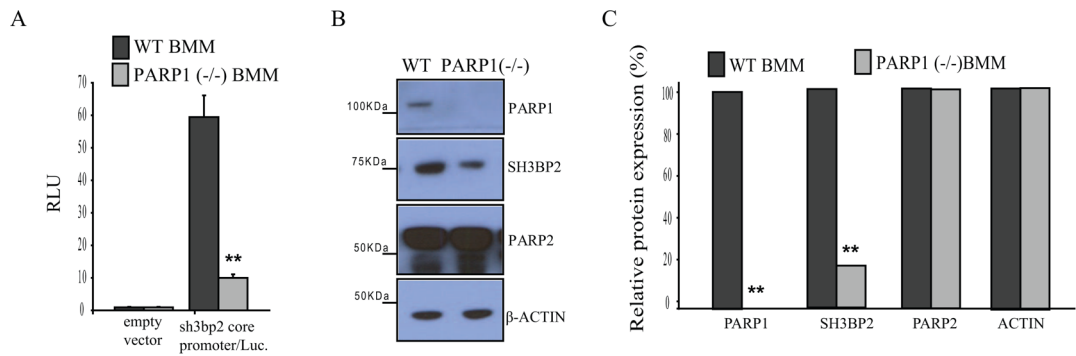 A
WT BMM
PARP1 (-/-) BMM
RLU
70
60
50
40
30
20
10
0
empty
vector
sh3bp2 core
promoter/Luc.
B
WT PARP1(-/-)
100KDa
PARP1
75KDa
SH3BP2
50KDa
PARP2
50KDa
β-ACTIN
C
WT BMM
PARP1 (-/-)BMM
Relative protein expression (%)
100
80
60
40
20
0
**
**
**
PARP1
SH3BP2
PARP2
ACTIN